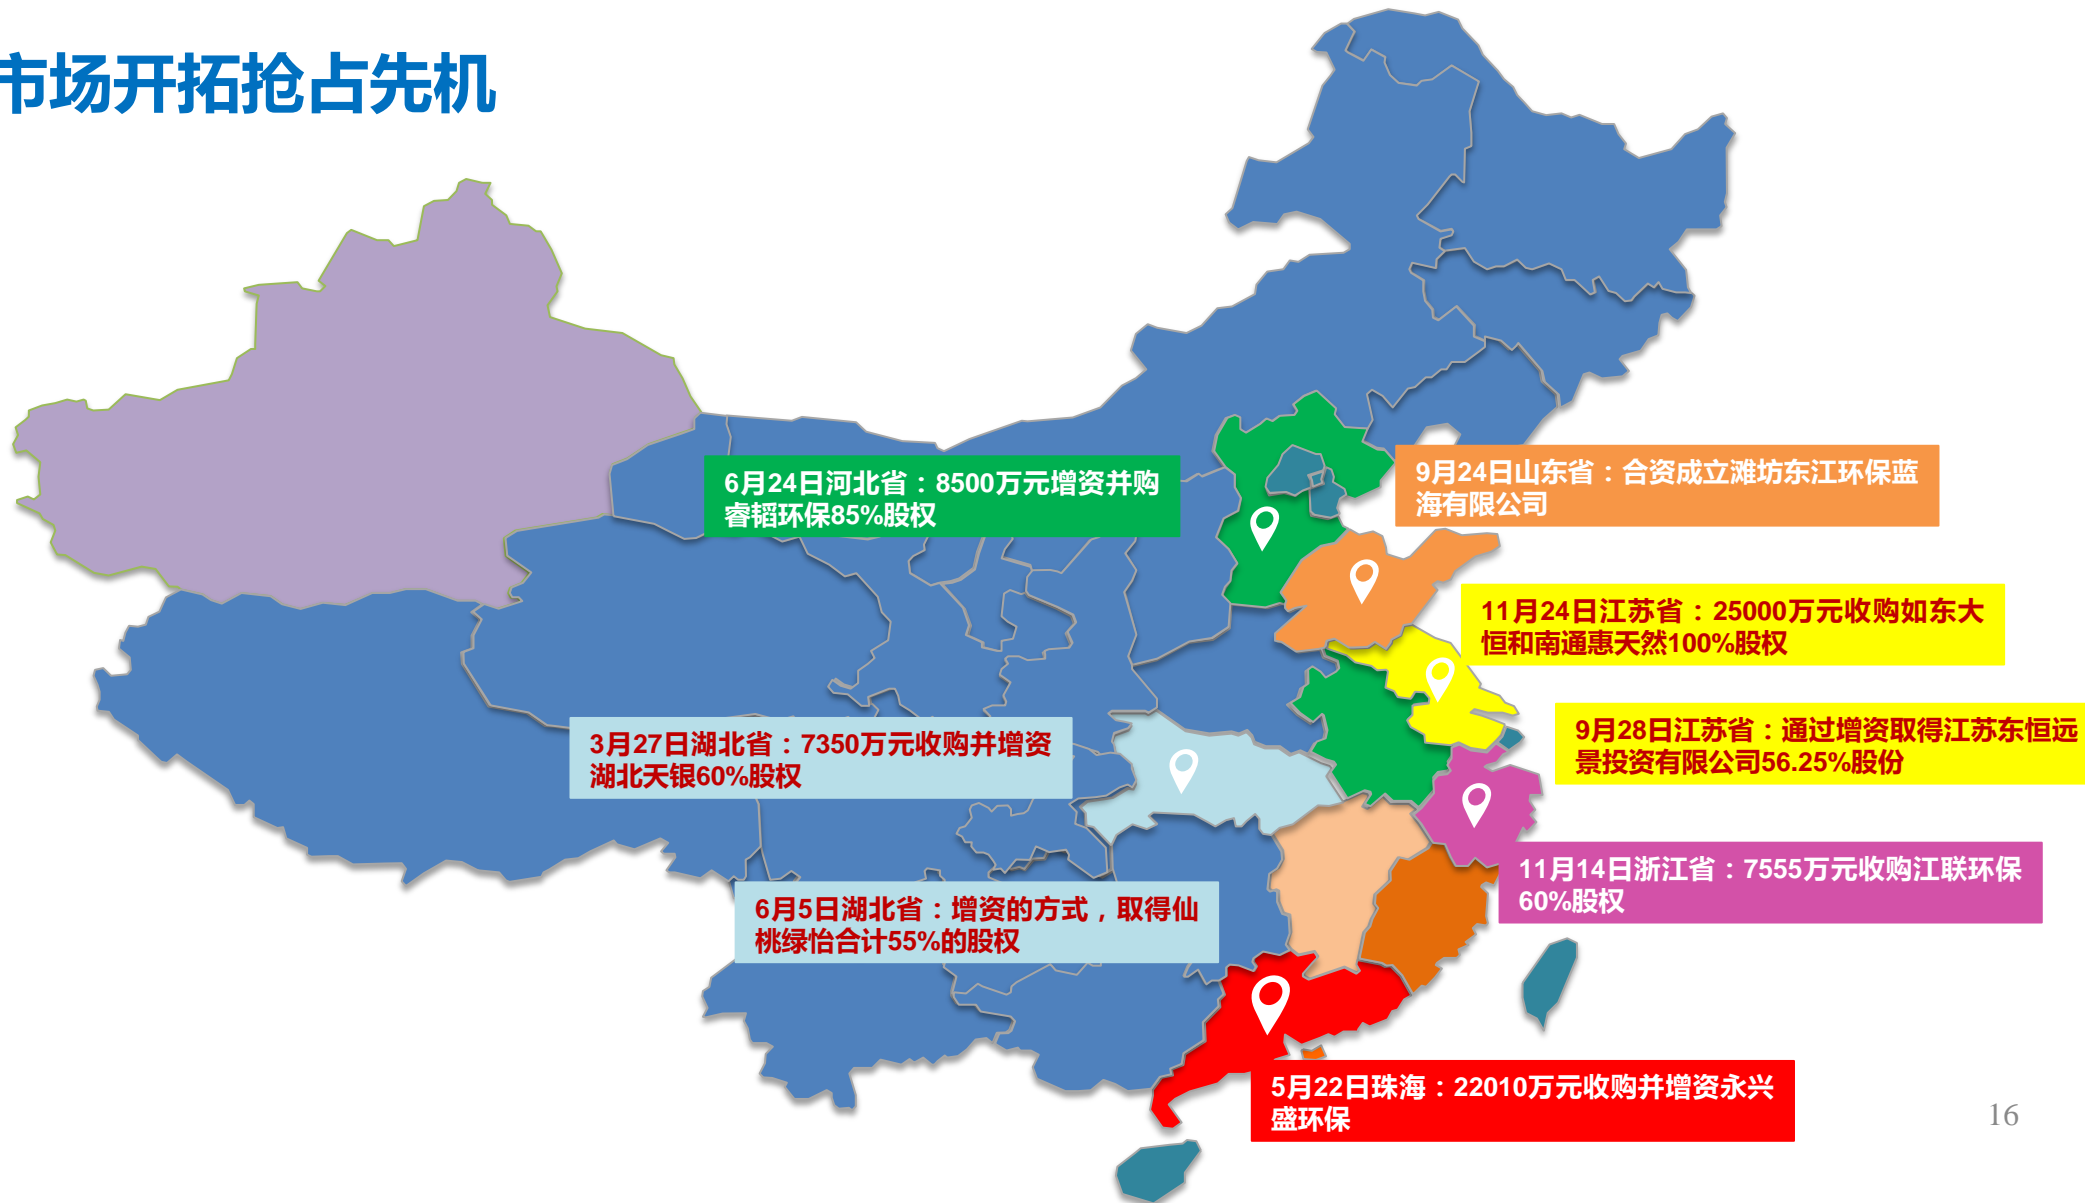 市场开拓抢占先机
6月24日河北省：8500万元增资并购
睿韬环保85%股权
9月24日山东省：合资成立潍坊东江环保蓝
海有限公司
11月24日江苏省：25000万元收购如东大
恒和南通惠天然100%股权
3月27日湖北省：7350万元收购并增资
湖北天银60%股权
9月28日江苏省：通过增资取得江苏东恒远
景投资有限公司56.25%股份
11月14日浙江省：7555万元收购江联环保
60%股权
6月5日湖北省：增资的方式，取得仙
桃绿怡合计55%的股权
5月22日珠海：22010万元收购并增资永兴
盛环保
16